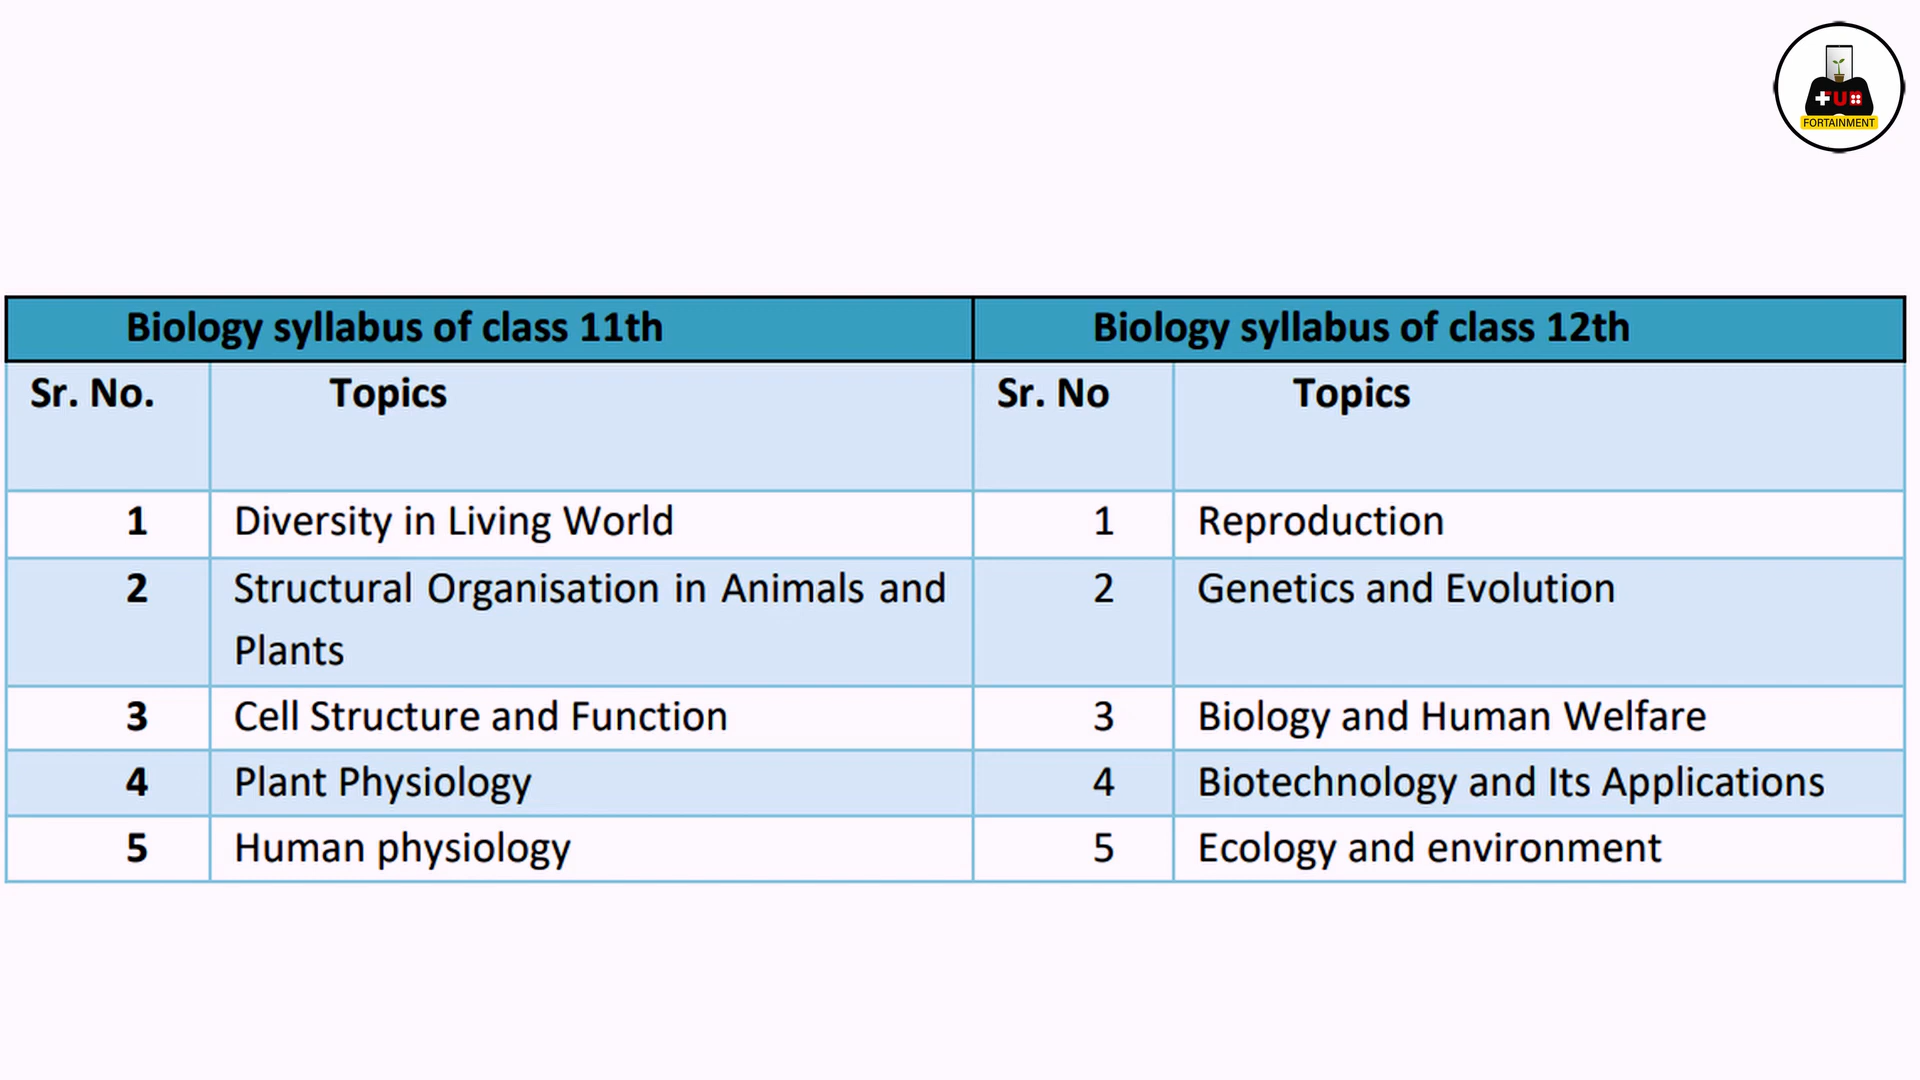 FORTAINMENT
Biology syllabus of class 11th Biology syllabus of class 12th
Sr. No. Topics Sr. No Topics
1 Diversity in Living World 1 Reproduction
2 Structural Organisation in Animals and 2 Genetics and Evolution
Plants
3 Cell Structure and Function 3 Biology and Human Welfare
4 Plant Physiology 4 Biotechnology and Its Applications
5 Human physiology 5 Ecology and environment